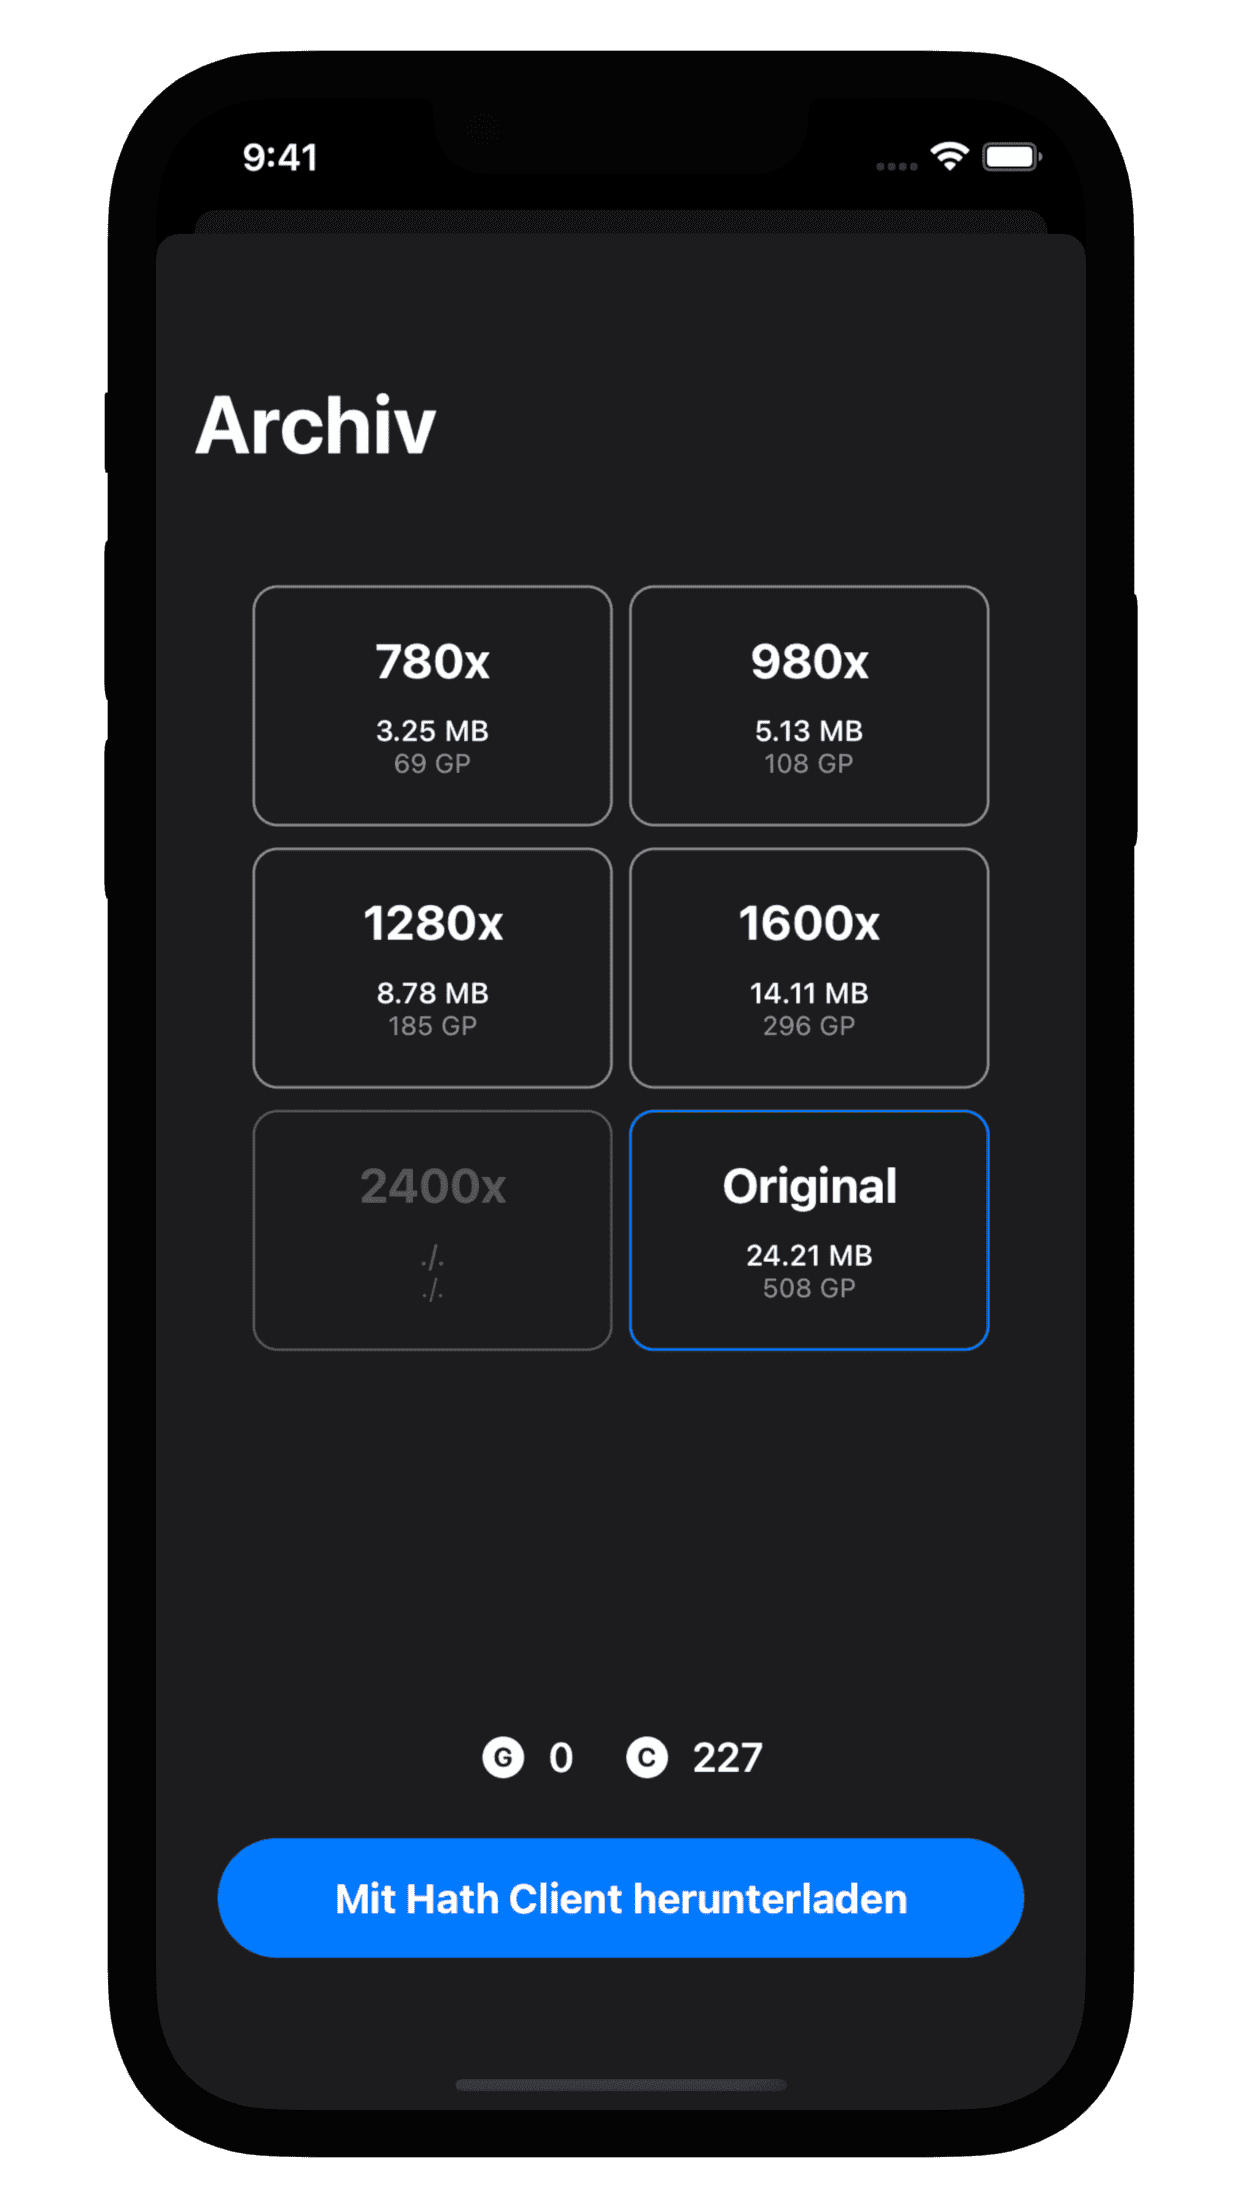 9:41
Archiv
780x
3.25 MB
69 GP
980x
5.13 MB
108 GP
1280x
8.78 MB
185 GP
1600x
14.11 MB
296 GP
2400x
./.
./.
Original
24.21 MB
508 GP
G 0 C 227
Mit Hath Client herunterladen